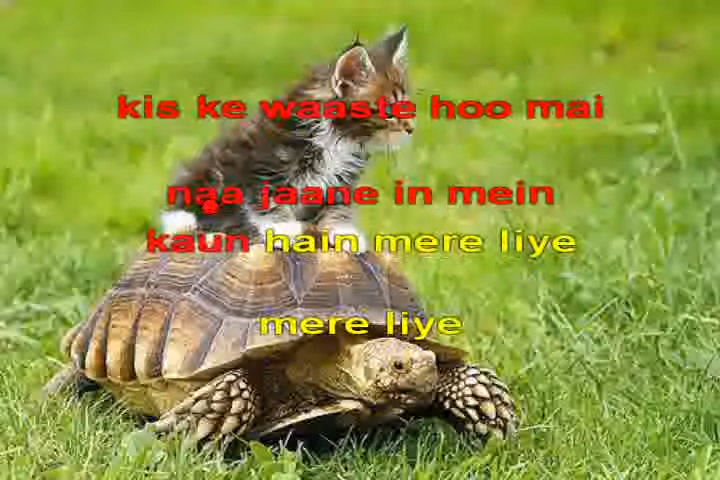 kis ke waaste hoo mai
naa jaane in mein
kaun hain mere liye
mere liye